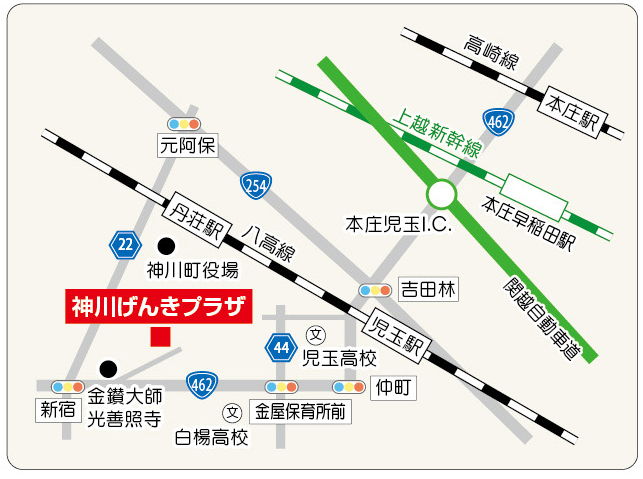 高崎線
本庄駅
462
上越新幹線
元阿保
254
本庄早稲田駅
丹荘駅
本庄児玉I.C.
22
八高線
神川町役場
関越自動車道
吉田林
神川げんきプラザ
児玉駅
文
44
児玉高校
462
仲町
金鑚大師
光善照寺
新宿
文
金屋保育所前
白楊高校